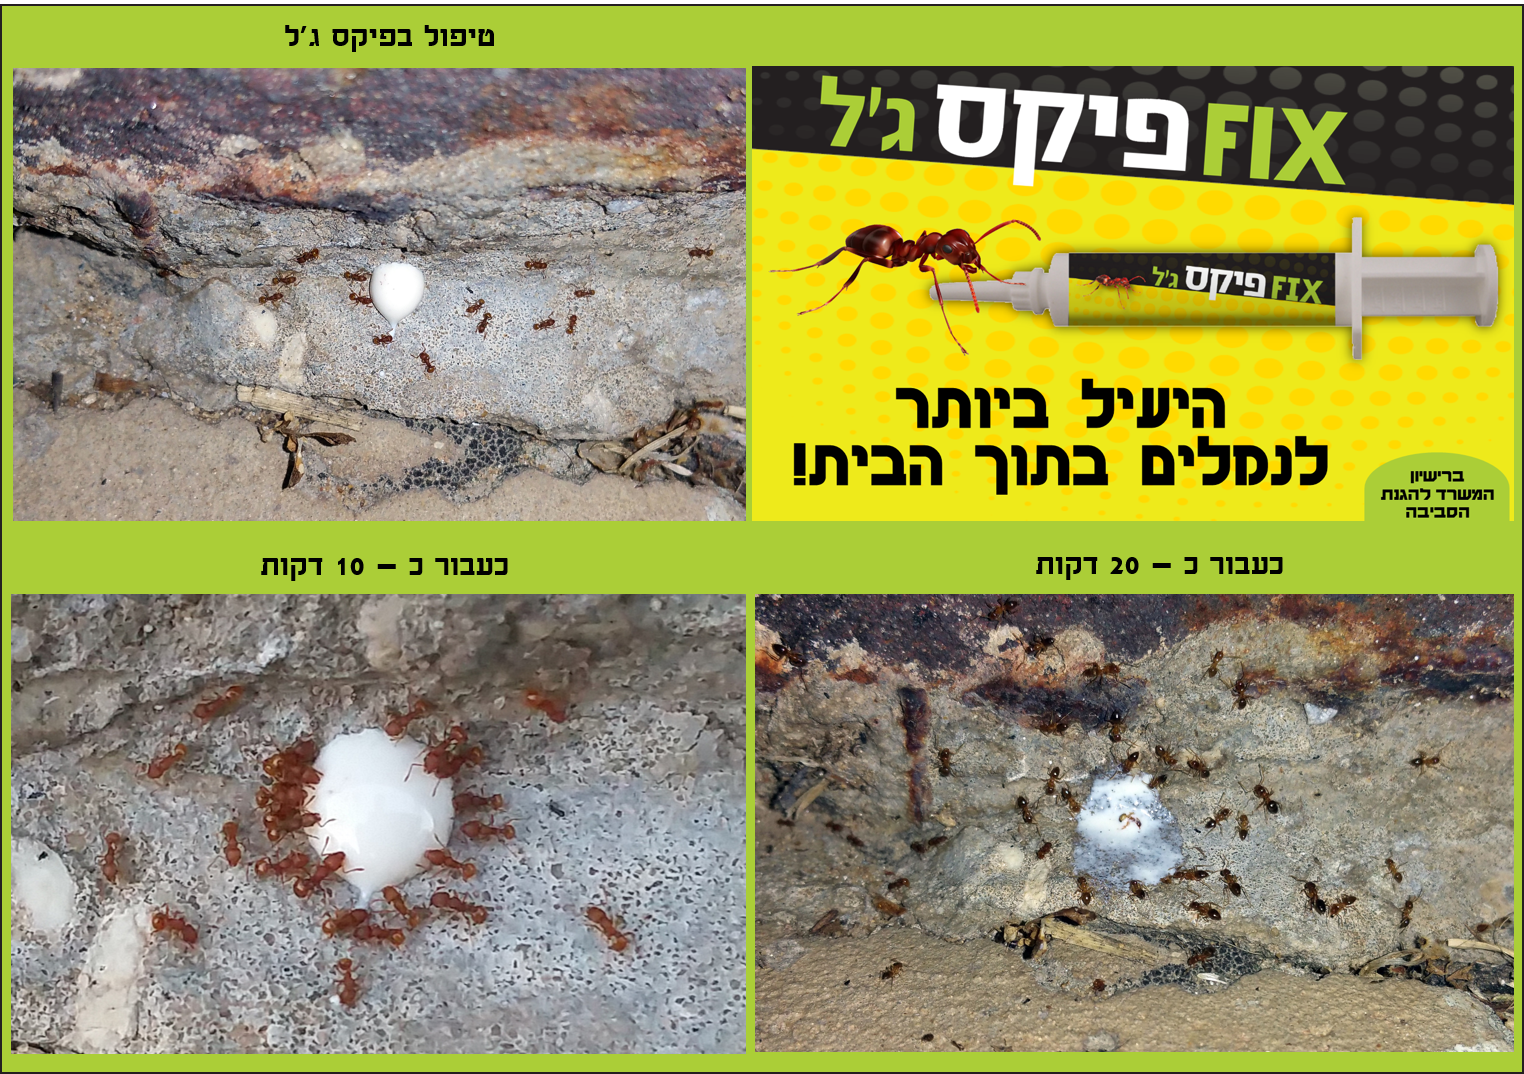 טיפול בפיקס ג'ל
FIX פיקס ג'ל
FIX פיקס ג'ל
היעיל ביותר
לנמלים בתוך הבית!
ברישיון
המשרד להגנת
הסביבה
כעבור כ – 10 דקות
כעבור כ – 20 דקות